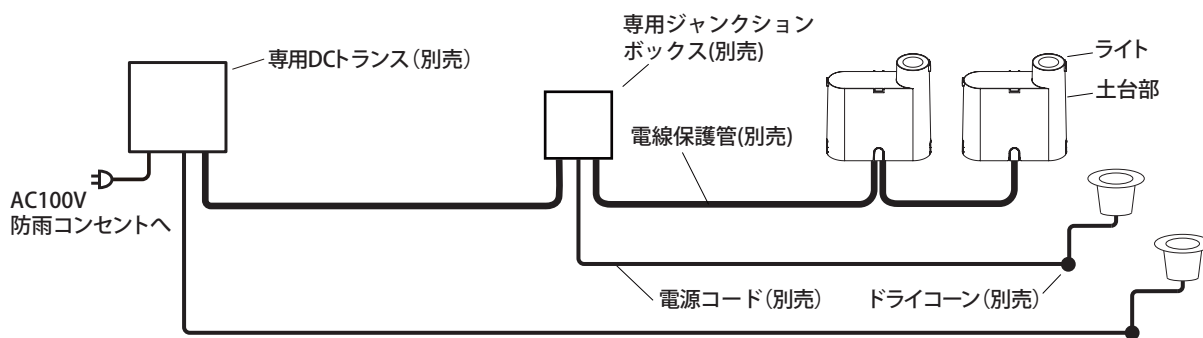 専用DCトランス（別売）
専用ジャンクション
ボックス(別売)
ライト
土台部
電線保護管(別売)
AC100V
防雨コンセントへ
電源コード（別売）
ドライコーン（別売）